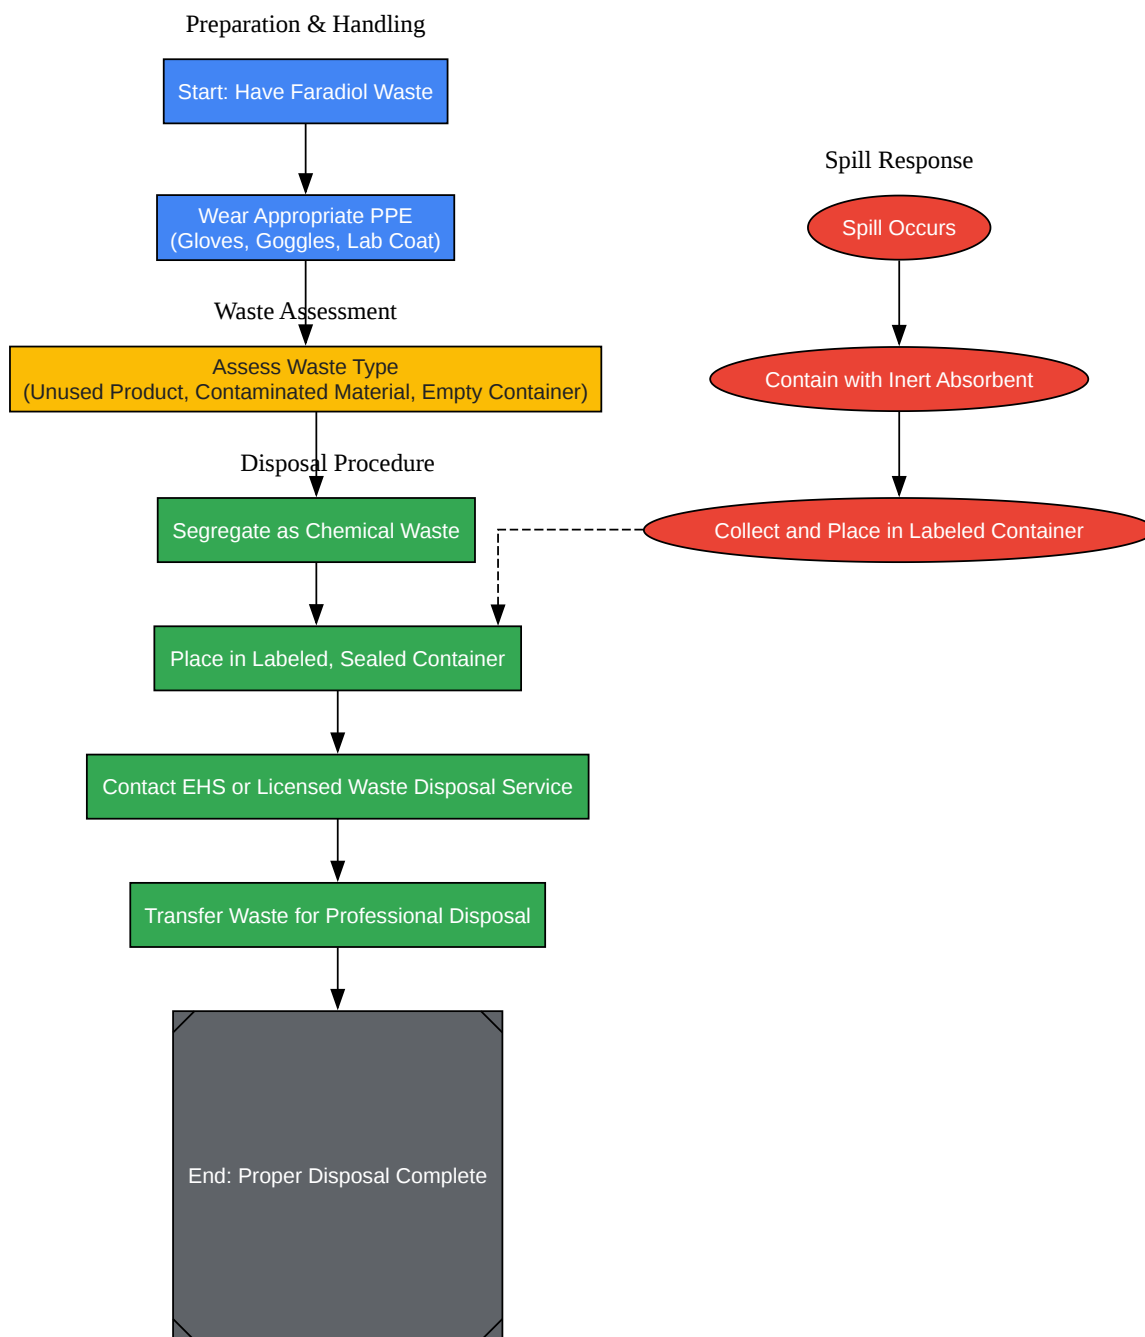 Preparation & Handling
Start: Have Faradiol Waste
Wear Appropriate PPE
(Gloves, Goggles, Lab Coat)
Waste Assessment
Assess Waste Type
(Unused Product, Contaminated Material, Empty Container)
Disposal Procedure
Segregate as Chemical Waste
Place in Labeled, Sealed Container
Contact EHS or Licensed Waste Disposal Service
Transfer Waste for Professional Disposal
End: Proper Disposal Complete
Spill Response
Spill Occurs
Contain with Inert Absorbent
Collect and Place in Labeled Container